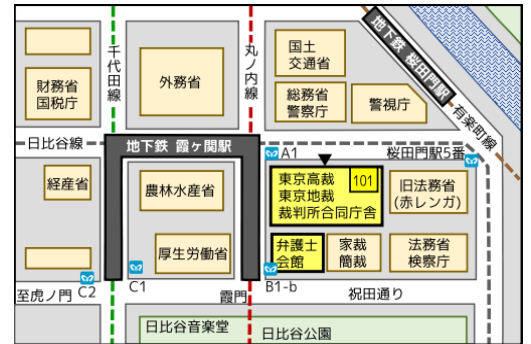 千代田線
丸ノ内線
地下鉄 桜田門駅
有楽町線
国土
交通省
財務省
国税庁
外務省
総務省
警察庁
警視庁
日比谷線
地下鉄 霞ヶ関駅
A1
桜田門駅5番
経産省
農林水産省
東京高裁
東京地裁
裁判所合同庁舎
101
旧法務省
(赤レンガ)
厚生労働省
弁護士
会館
家裁
簡裁
法務省
検察庁
至虎ノ門
C2
C1
霞門
B1-b
祝田通り
日比谷音楽堂
日比谷公園